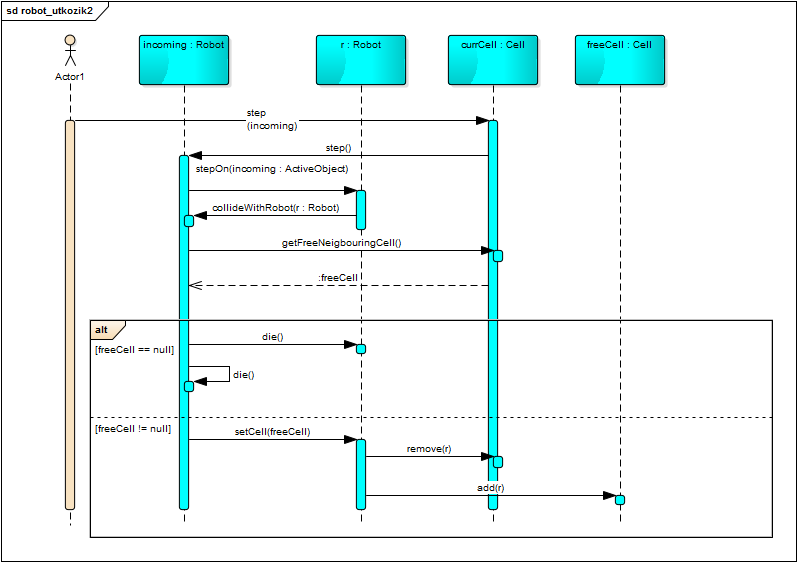 sd robot_utkozik2
Actor1
incoming : Robot
r : Robot
currCell : Cell
freeCell : Cell
step
(incoming)
step()
stepOn(incoming : ActiveObject)
collideWithRobot(r : Robot)
getFreeNeigbouringCell()
:freeCell
alt
[freeCell == null]
die()
die()
[freeCell != null]
setCell(freeCell)
remove(r)
add(r)